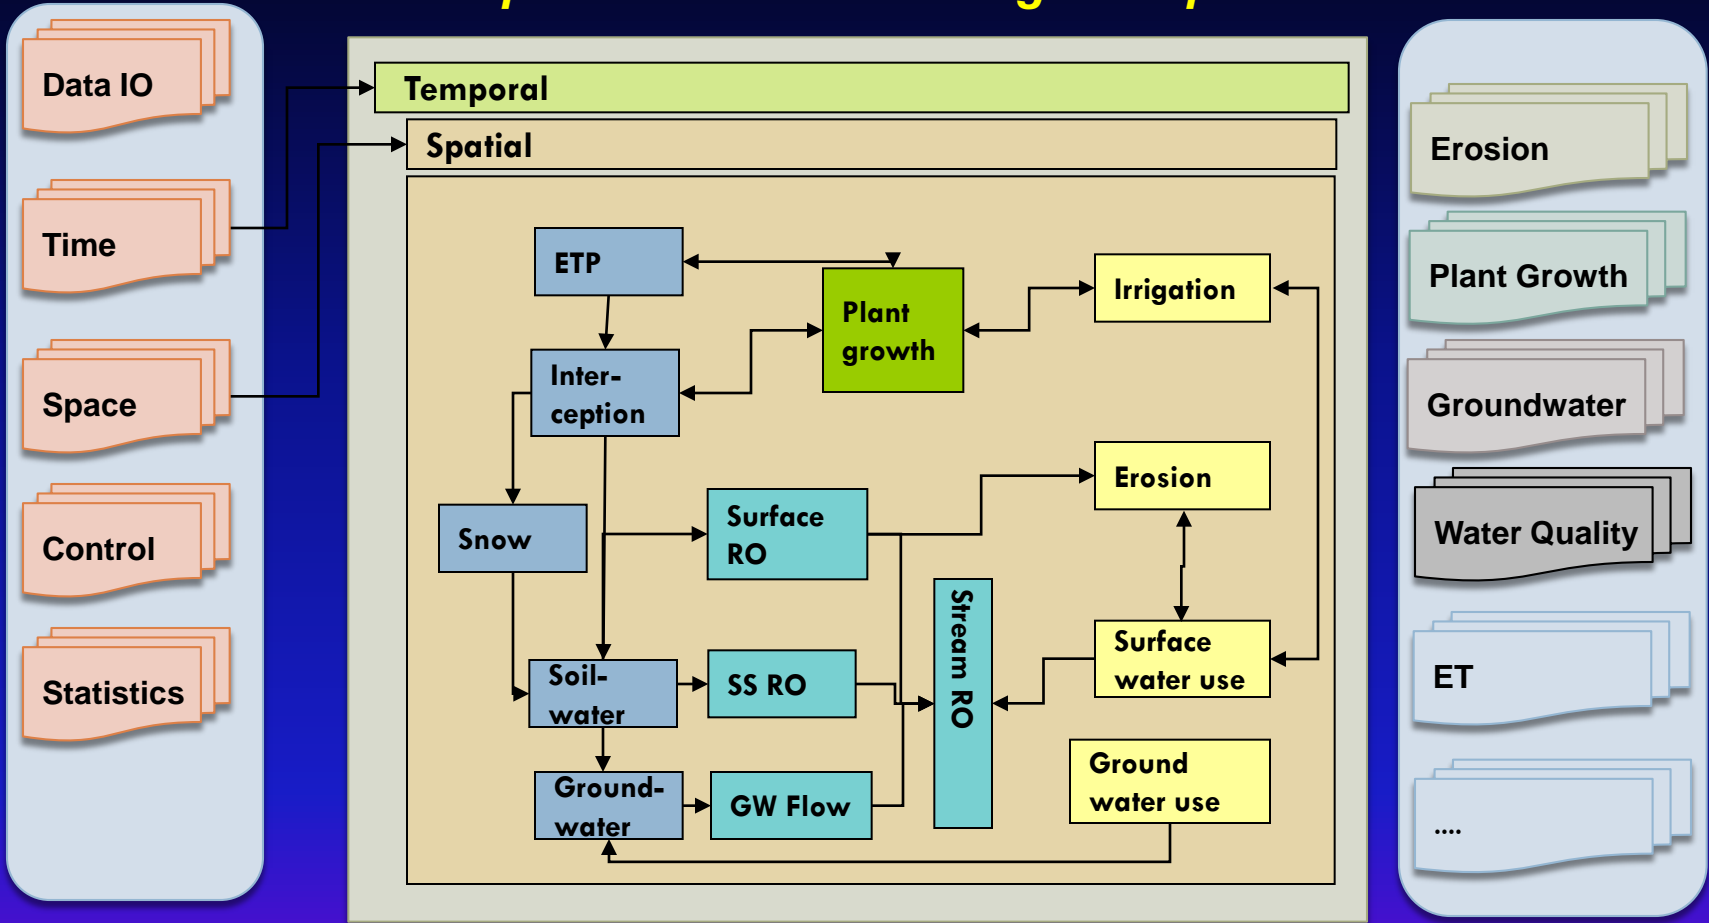 Data IO
Time
Space
Control
Statistics
Temporal
Spatial
ETP
Plant
growth
Irrigation
Inter-
ception
Erosion
Snow
Surface
RO
Stream RO
Surface
water use
Soil-
water
SS RO
Ground
water use
Ground-
water
GW Flow
Erosion
Plant Growth
Groundwater
Water Quality
ET
....